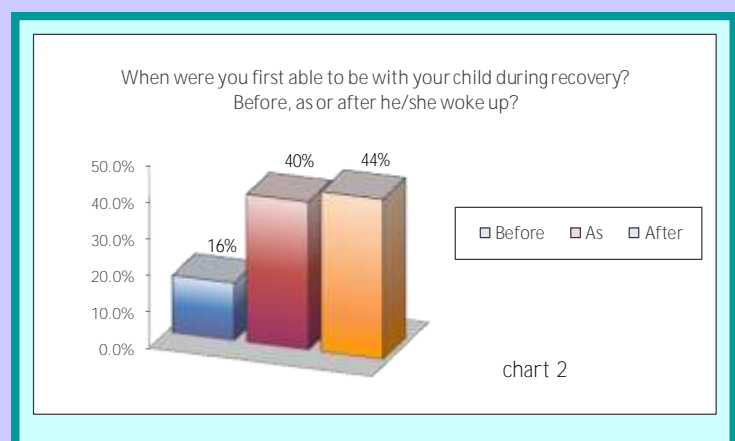 When were you first able to be with your child during recovery?
Before, as or after he/she woke up?
40% 44%
50.0%
40.0%
16%
30.0%
20.0%
10.0%
0.0%
Before As After
chart 2